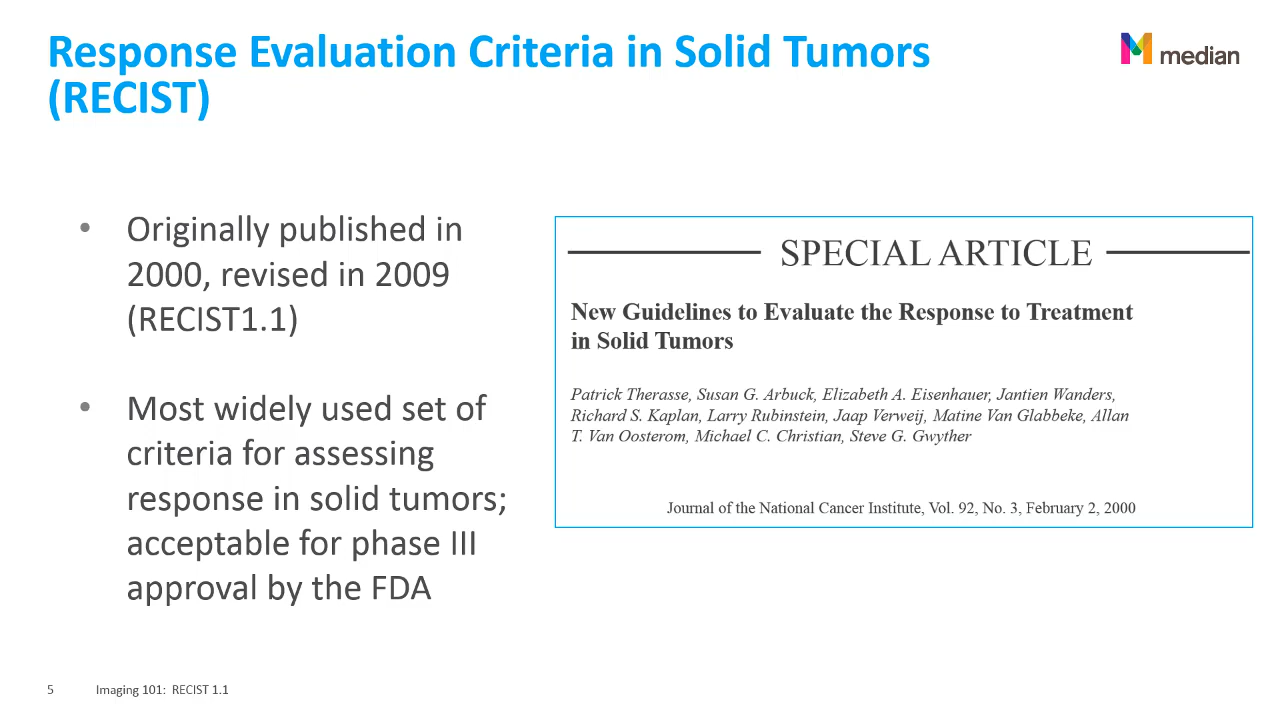 Response Evaluation Criteria in Solid Tumors
(RECIST)
median
• Originally published in
2000, revised in 2009
(RECIST1.1)
• Most widely used set of
criteria for assessing
response in solid tumors;
acceptable for phase III
approval by the FDA
SPECIAL ARTICLE
New Guidelines to Evaluate the Response to Treatment
in Solid Tumors
Patrick Therasse, Susan G. Arbuck, Elizabeth A. Eisenhauer, Jantien Wanders,
Richard S. Kaplan, Larry Rubinstein, Jaap Verweij, Matine Van Glabbeke, Allan
T. Van Oosterom, Michael C. Christian, Steve G. Gwyther
Journal of the National Cancer Institute, Vol. 92, No. 3, February 2, 2000
5 Imaging 101: RECIST 1.1